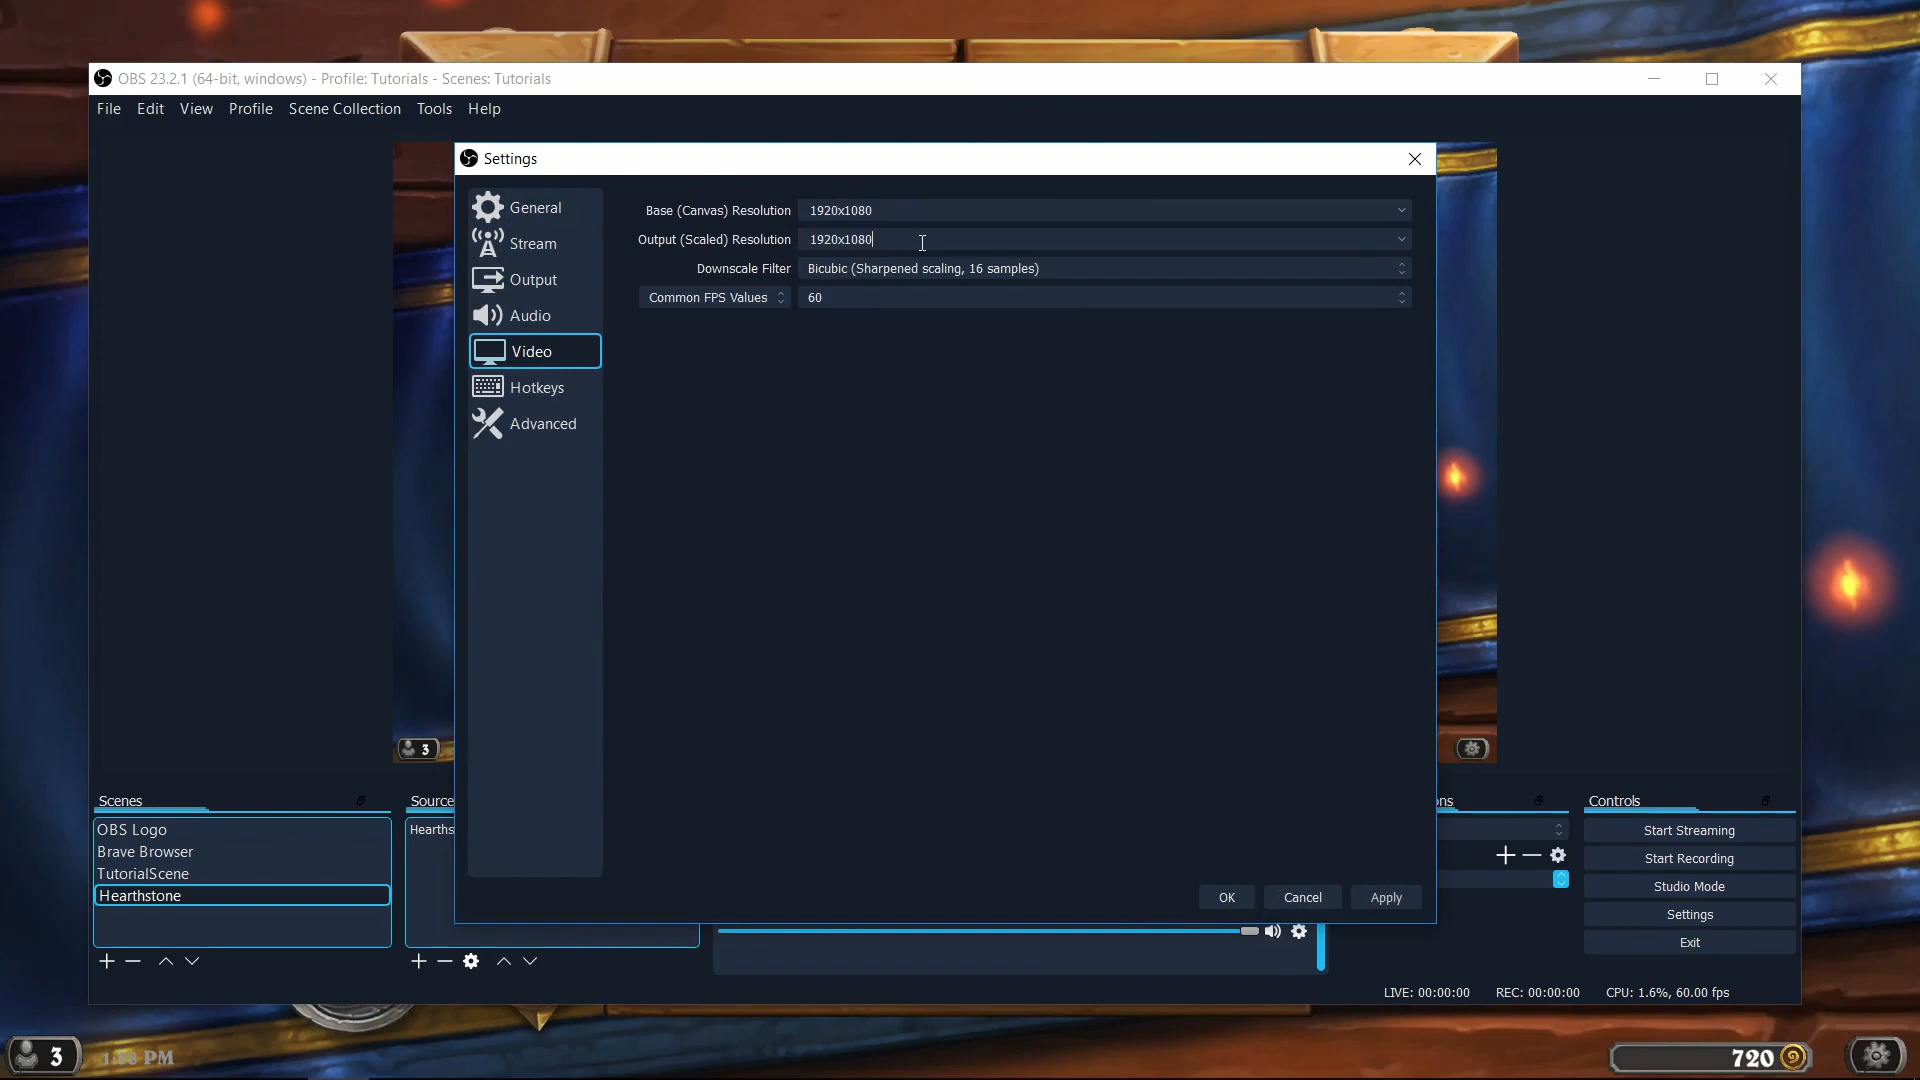 OBS 23.2.1 (64-bit, windows) - Profile: Tutorials - Scenes: Tutorials
File Edit View Profile Scene Collection Tools Help
Settings
General
Stream
Output
Audio
Video
Hotkeys
Advanced
Base (Canvas) Resolution 1920x1080
Output (Scaled) Resolution 1920x1080
Downscale Filter Bicubic (Sharpened scaling, 16 samples)
Common FPS Values 60
OK Cancel Apply
3
Scenes
OBS Logo
Brave Browser
TutorialScene
Hearthstone
Source
Hearths
ons
Controls
Start Streaming
Start Recording
Studio Mode
Settings
Exit
LIVE: 00:00:00 REC: 00:00:00 CPU: 1.6%, 60.00 fps
3
720